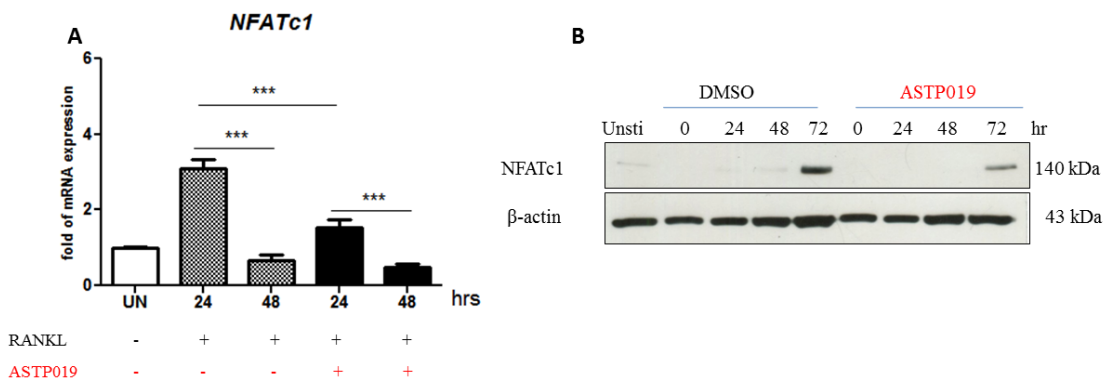 A
NFATc1
fold of mRNA expression
6
4
2
0
***
***
***
UN 24 48 24 48 hrs
RANKL - + + + +
ASTP019 - - - + +
B
DMSO ASTP019
Unsti 0 24 48 72 0 24 48 72 hr
NFATc1 140 kDa
β-actin 43 kDa